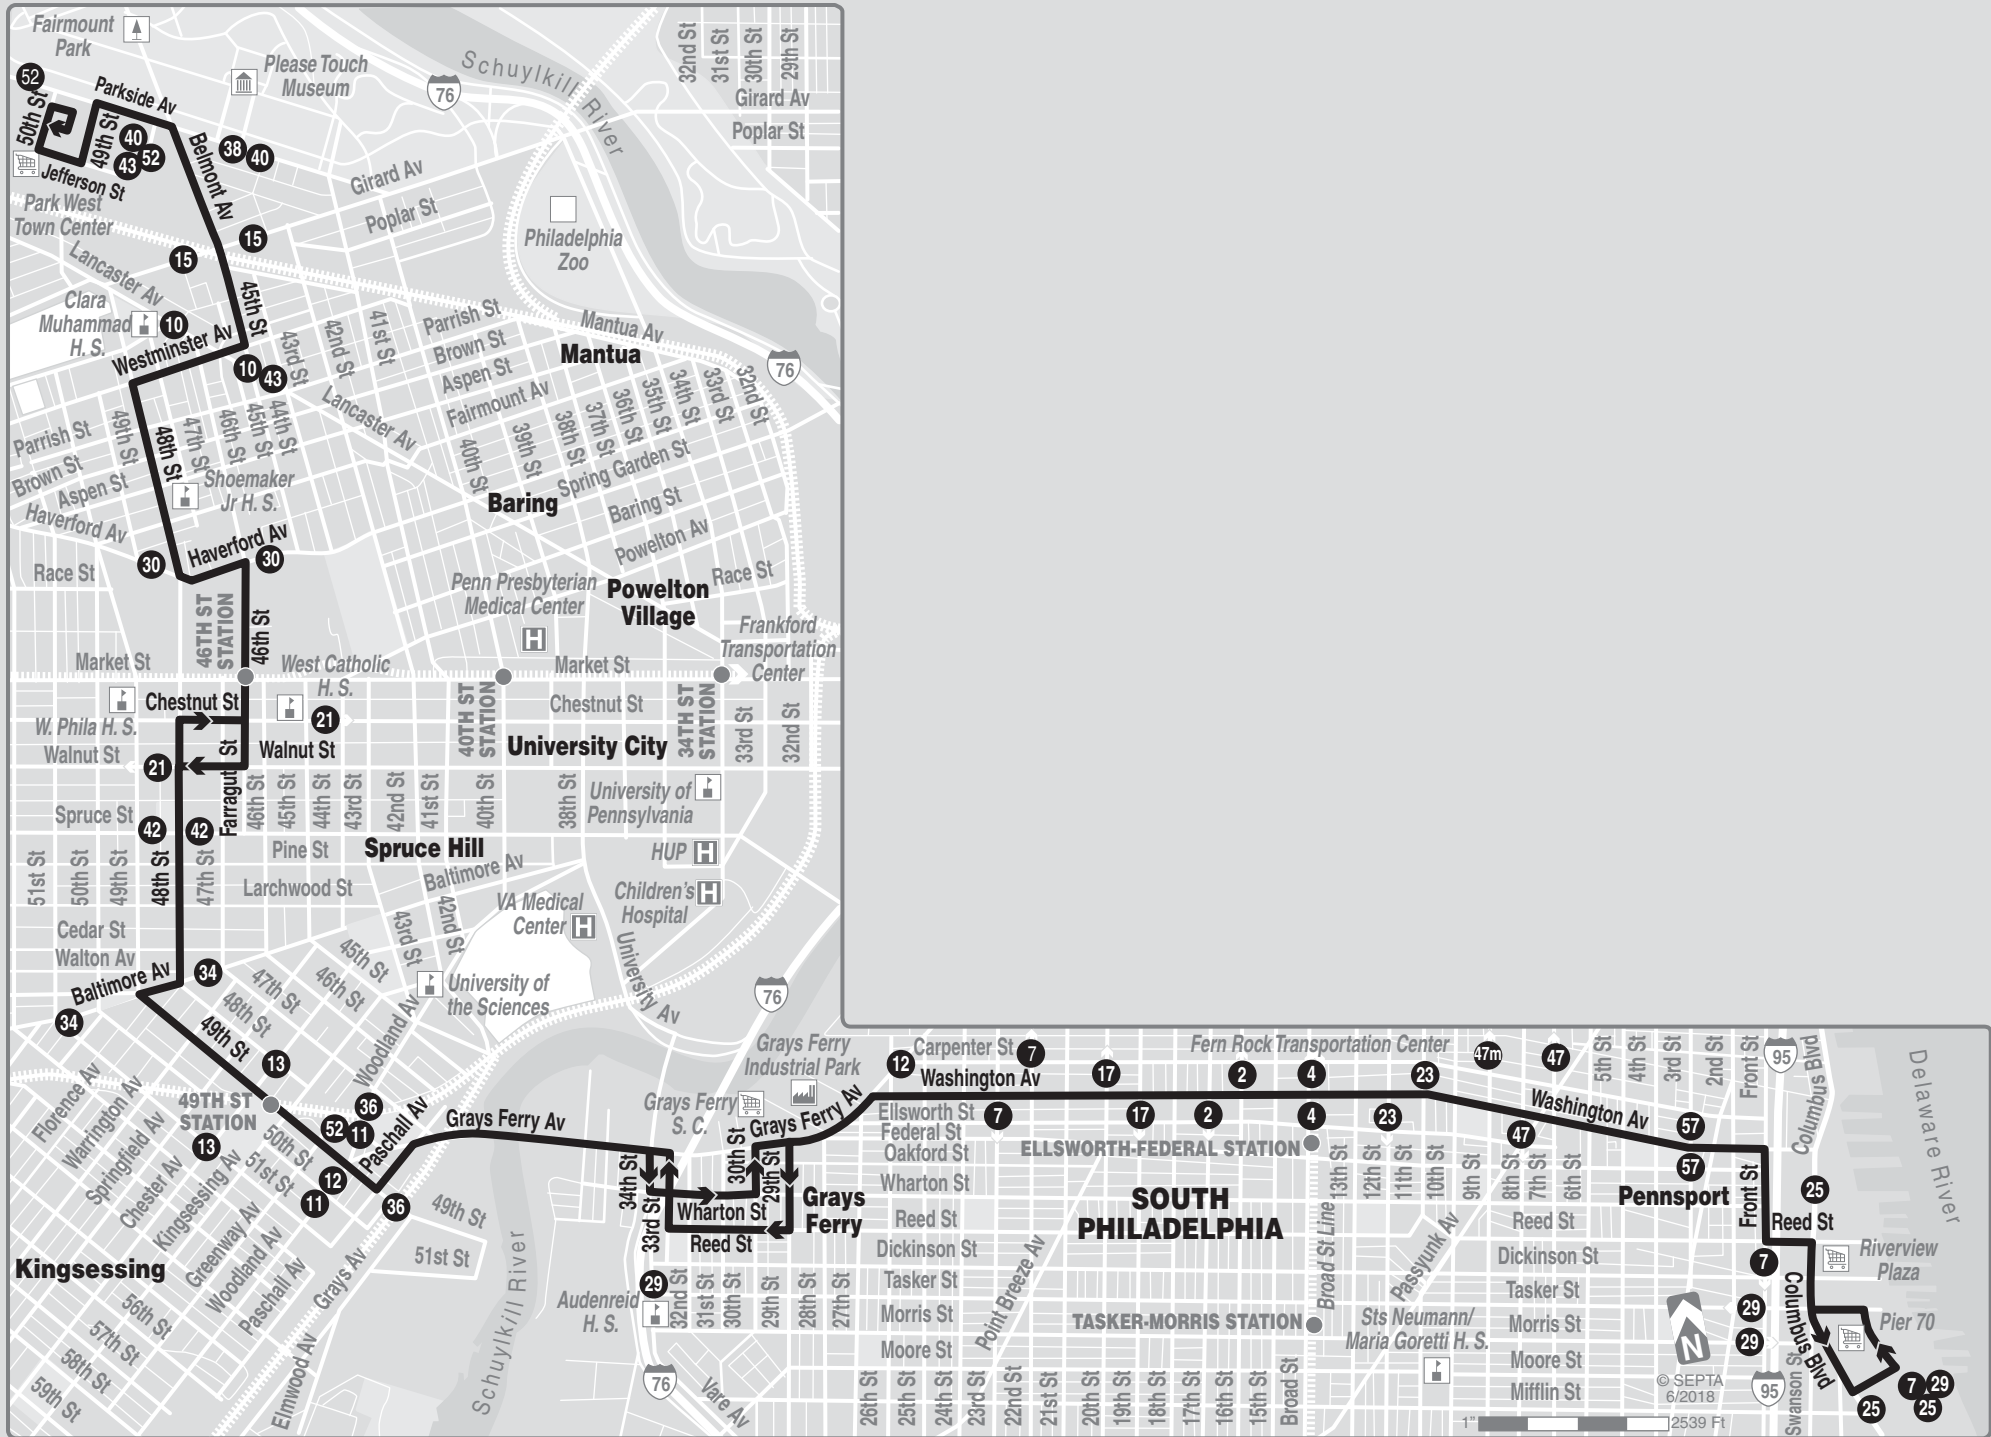 Fairmount
Park
Please Touch
Museum
Schuylkill River
76
32nd St
31st St
30th St
29th St
Girard Av
Poplar St
52
50th St
Parkside Av
49th St
40
43
52
Belmont Av
38
40
Jefferson St
Park West
Town Center
Girard Av
Poplar St
Philadelphia
Zoo
15
15
Lancaster Av
45th St
Clara
Muhammad
H. S.
10
Westminster Av
10
43
43rd St
42nd St
41st St
Parrish St
Brown St
Aspen St
Fairmount Av
Mantua Av
Mantua
76
Lancaster Av
40th St
39th St
38th St
37th St
36th St
35th St
34th St
33rd St
32nd St
Parrish St
Brown St
Aspen St
Haverford Av
49th St
48th St
47th St
46th St
45th St
44th St
Shoemaker
Jr H. S.
Spring Garden St
Baring
Baring St
Powelton Av
Haverford Av
30
30
Race St
Penn Presbyterian
Medical Center
H
Powelton
Village
Race St
46TH ST
STATION
46th St
Frankford
Transportation
Center
Market St
West Catholic
H. S.
Market St
Chestnut St
W. Phila H. S.
21
Chestnut St
40TH ST
STATION
34TH ST
STATION
33rd St
32nd St
Walnut St
Walnut St
University City
21
Farragut St
46th St
45th St
44th St
43rd St
42nd St
41st St
40th St
38th St
University of
Pennsylvania
Spruce St
42
42
Pine St
Spruce Hill
HUP
H
51st St
50th St
49th St
48th St
47th St
Larchwood St
Baltimore Av
Children's
Hospital
H
VA Medical
Center
H
Cedar St
Walton Av
43rd St
42nd St
University Av
Baltimore Av
34
34
47th St
48th St
45th St
46th St
University of
the Sciences
76
49th St
13
Woodland Av
Florence Av
Warrington Av
Springfield Av
Chester Av
Kingsessing Av
Greenway Av
Woodland Av
Paschall Av
Grays Av
Elmwood Av
49TH ST
STATION
13
50th St
51st St
36
52
11
Paschall Av
12
11
36
Grays Ferry Av
49th St
51st St
Kingsessing
56th St
57th St
58th St
59th St
Schuylkill River
Grays Ferry
Industrial Park
Grays Ferry
S. C.
Grays Ferry Av
34th St
33rd St
30th St
29th St
Wharton St
Reed St
Grays
Ferry
29
Audenreid
H. S.
32nd St
31st St
30th St
29th St
28th St
27th St
76
Vare Av
12
Carpenter St
7
Washington Av
17
Fern Rock Transportation Center
2
4
23
47m
47
5th St
4th St
3rd St
2nd St
Front St
95
Columbus Blvd
Delaware River
Ellsworth St
Federal St
Oakford St
Wharton St
Reed St
Dickinson St
Tasker St
Morris St
Moore St
7
17
2
4
23
47
Washington Av
57
57
ELLSWORTH-FEDERAL STATION
SOUTH
PHILADELPHIA
TASKER-MORRIS STATION
Point Breeze Av
Broad St Line
13th St
12th St
11th St
10th St
9th St
8th St
7th St
6th St
Passyunk Av
Pennsport
Front St
25
Reed St
Reed St
Dickinson St
Tasker St
Morris St
Moore St
Mifflin St
Riverview
Plaza
7
29
29
Columbus Blvd
Pier 70
Sts Neumann/
Maria Goretti H. S.
26th St
25th St
24th St
23rd St
22nd St
21st St
20th St
19th St
18th St
17th St
16th St
15th St
Broad St
N
© SEPTA
6/2018
95
Swanson St
7
29
25
25
1"
2539 Ft